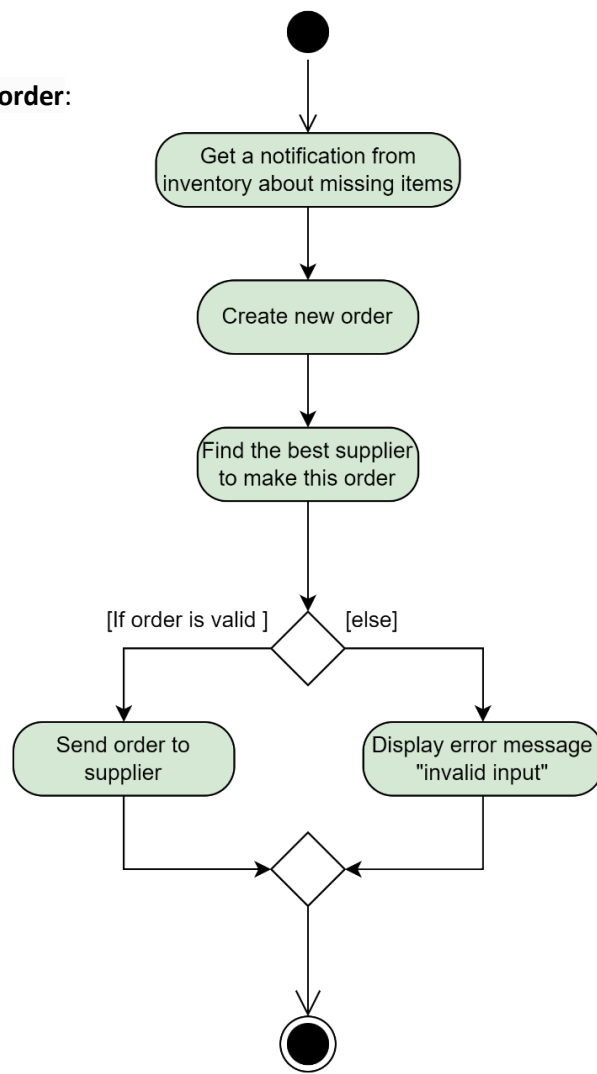 order:
Get a notification from
inventory about missing items
Create new order
Find the best supplier
to make this order
[If order is valid ]
[else]
Send order to
supplier
Display error message
"invalid input"